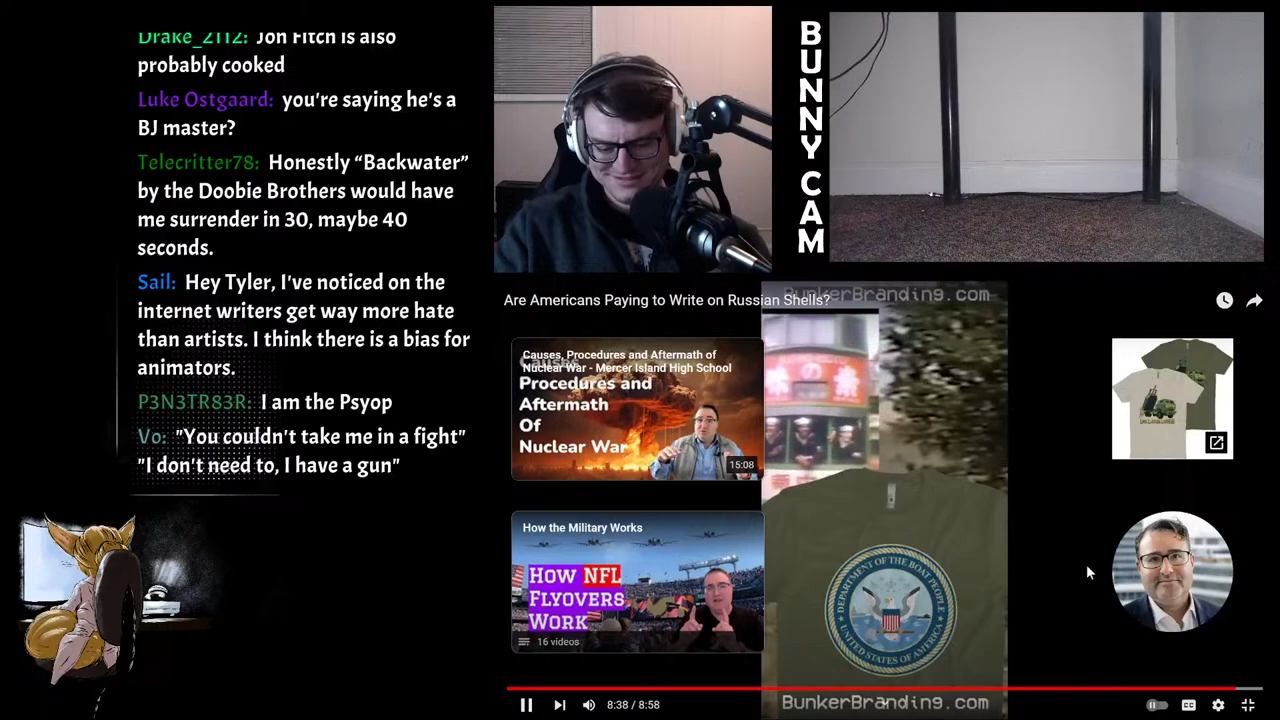 Drake_2112: Jon Fitch is also
probably cooked
Luke Ostgaard: you're saying he's a
BJ master?
Telecritter78: Honestly “Backwater”
by the Doobie Brothers would have
me surrender in 30, maybe 40
seconds.
Sail: Hey Tyler, I've noticed on the
internet writers get way more hate
than artists. I think there is a bias for
animators.
P3N3TR83R: I am the Psyop
Vo: "You couldn't take me in a fight"
"I don't need to, I have a gun"
BUNNY CAM
Are Americans Paying to Write on Russian Shells?
BunkerBranding.com
Causes, Procedures and Aftermath of
Nuclear War - Mercer Island High School
Causes
Procedures and
Aftermath
Of
Nuclear War
15:08
How the Military Works
How NFL
Flyovers
Work
16 videos
DEPARTMENT OF THE BOAT PEOPLE
UNITED STATES OF AMERICA
8:38 / 8:58
BunkerBranding.com
CC